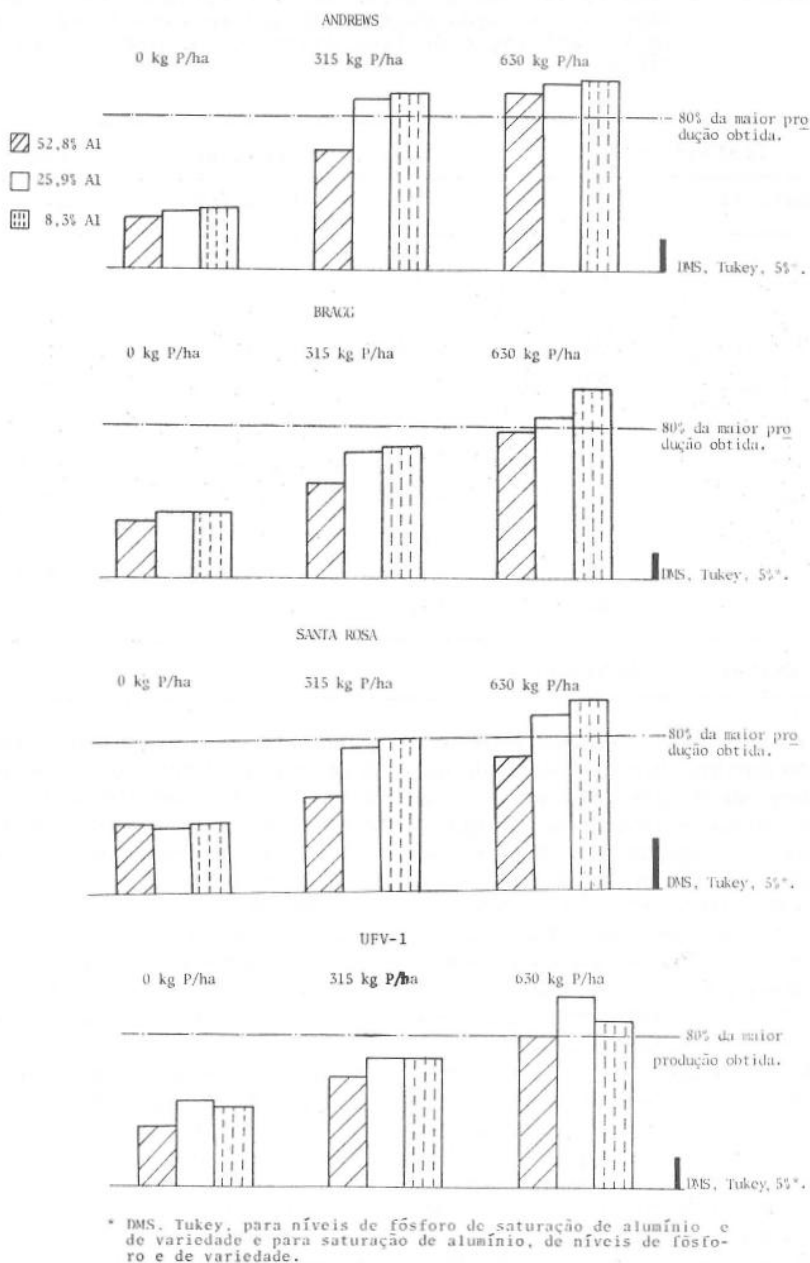 ANDREWS
0 kg P/ha 315 kg P/ha 630 kg P/ha
80% da maior pro
dução obtida.
52,8% Al
25,9% Al
8,3% Al
DMS, Tukey, 5%*.
BRAGG
0 kg P/ha 315 kg P/ha 630 kg P/ha
80% da maior pro
dução obtida.
DMS, Tukey, 5%*.
SANTA ROSA
0 kg P/ha 315 kg P/ha 630 kg P/ha
80% da maior pro
dução obtida.
DMS, Tukey, 5%*.
UFV-1
0 kg P/ha 315 kg P/ha 630 kg P/ha
80% da maior
produção obtida.
DMS, Tukey, 5%*.
* DMS, Tukey, para níveis de fósforo de saturação de alumínio e
de variedade e para saturação de alumínio, de níveis de fósfo-
ro e de variedade.